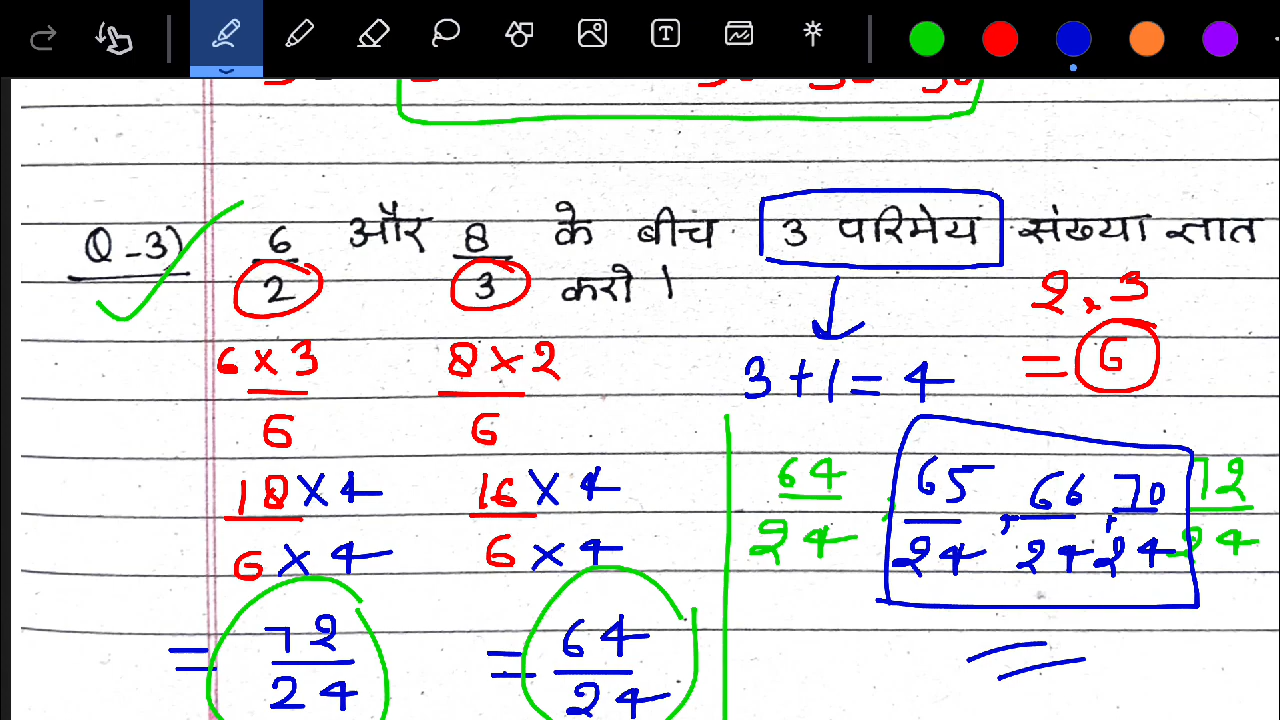 Q-3) 6/2 और 8/3 के बीच 3 परिमेय संख्या ज्ञात
करो।
2,3
6×3/6 8×2/6
3+1=4
= 6
18×4/6×4 16×4/6×4
64/24, 65/24, 66/24, 70/24 72/24
= 72/24 = 64/24